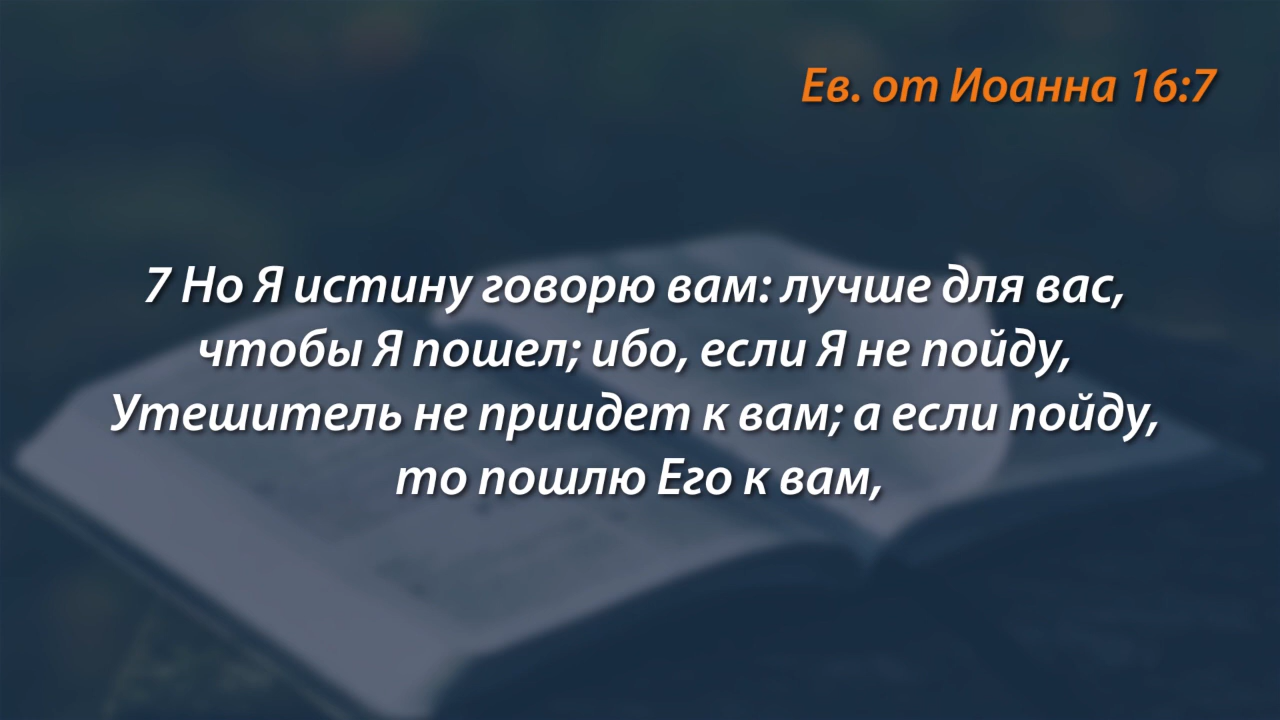 Ев. от Иоанна 16:7
7 Но Я истину говорю вам: лучше для вас,
чтобы Я пошел; ибо, если Я не пойду,
Утешитель не приидет к вам; а если пойду,
то пошлю Его к вам,